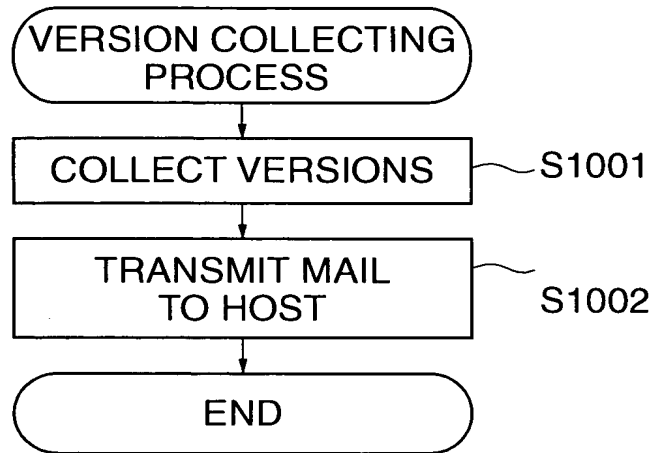 VERSION COLLECTING
PROCESS
COLLECT VERSIONS
S1001
TRANSMIT MAIL
TO HOST
S1002
END